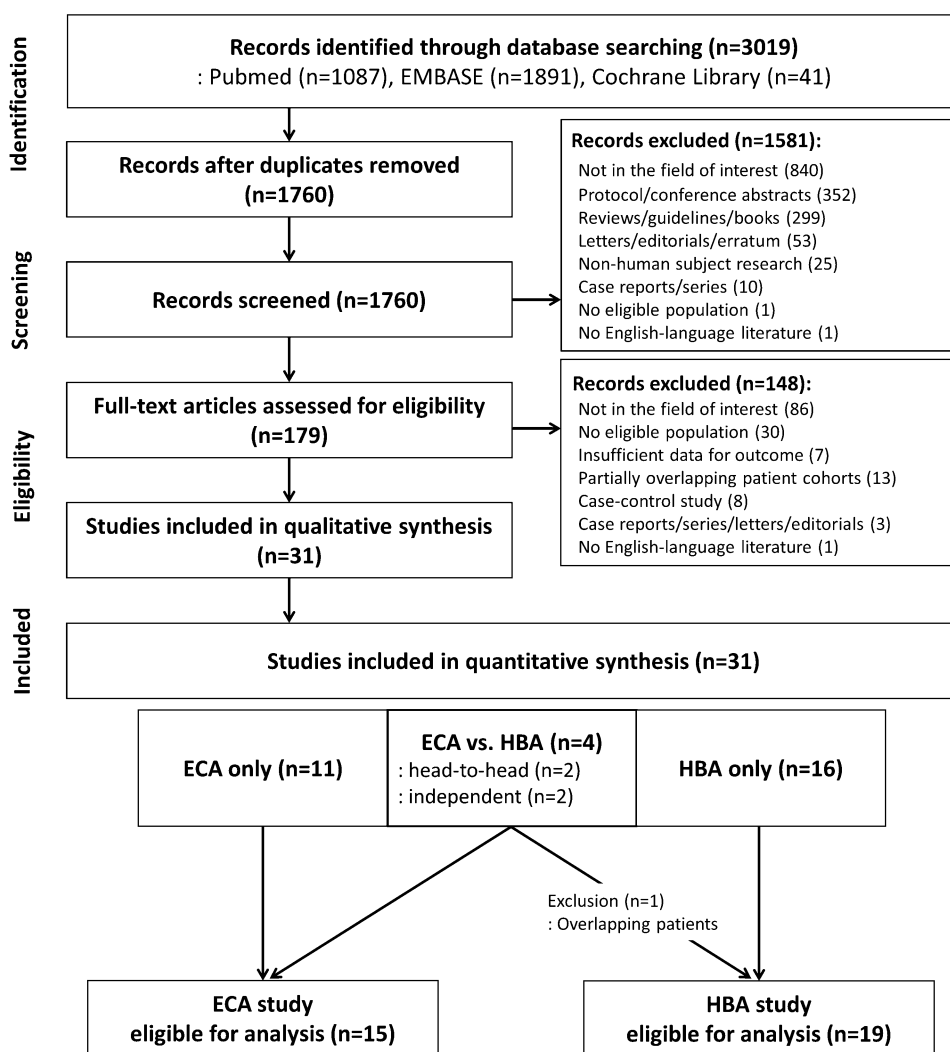 Identification
Records identified through database searching (n=3019)
: Pubmed (n=1087), EMBASE (n=1891), Cochrane Library (n=41)
Records after duplicates removed
(n=1760)
Records excluded (n=1581):
Not in the field of interest (840)
Protocol/conference abstracts (352)
Reviews/guidelines/books (299)
Letters/editorials/erratum (53)
Non-human subject research (25)
Case reports/series (10)
No eligible population (1)
No English-language literature (1)
Screening
Records screened (n=1760)
Eligibility
Full-text articles assessed for eligibility
(n=179)
Records excluded (n=148):
Not in the field of interest (86)
No eligible population (30)
Insufficient data for outcome (7)
Partially overlapping patient cohorts (13)
Case-control study (8)
Case reports/series/letters/editorials (3)
No English-language literature (1)
Studies included in qualitative synthesis
(n=31)
Included
Studies included in quantitative synthesis (n=31)
ECA only (n=11)
ECA vs. HBA (n=4)
: head-to-head (n=2)
: independent (n=2)
HBA only (n=16)
Exclusion (n=1)
: Overlapping patients
ECA study
eligible for analysis (n=15)
HBA study
eligible for analysis (n=19)